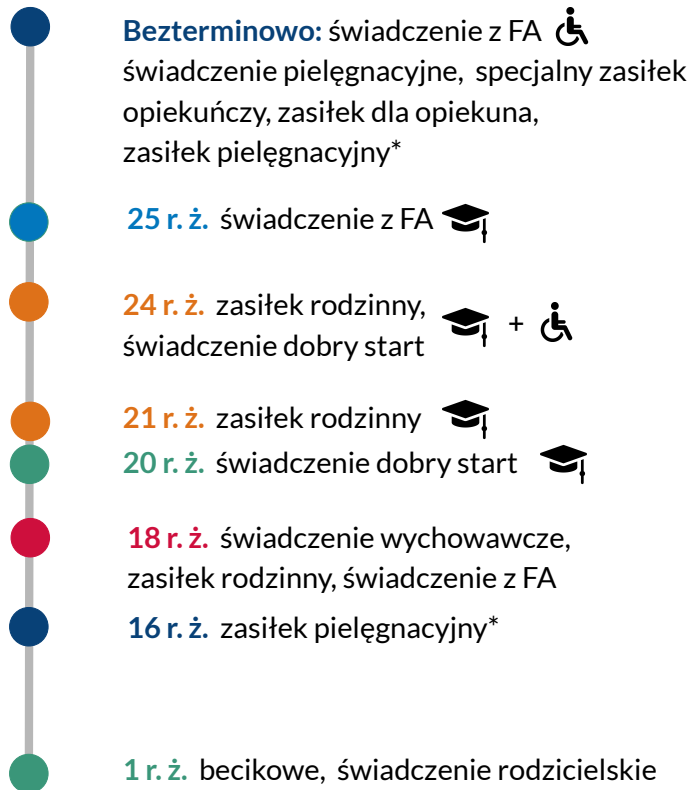 Bezterminowo: świadczenie z FA
świadczenie pielęgnacyjne, specjalny zasiłek
opiekuńczy, zasiłek dla opiekuna,
zasiłek pielęgnacyjny*
25 r. ż. świadczenie z FA
24 r. ż. zasiłek rodzinny,
świadczenie dobry start
+
21 r. ż. zasiłek rodzinny
20 r. ż. świadczenie dobry start
18 r. ż. świadczenie wychowawcze,
zasiłek rodzinny, świadczenie z FA
16 r. ż. zasiłek pielęgnacyjny*
1 r. ż. becikowe, świadczenie rodzicielskie